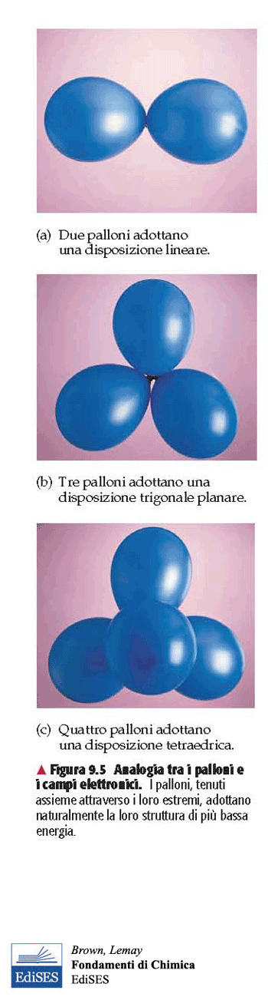 (a) Due palloni adottano
una disposizione lineare.
(b) Tre palloni adottano una
disposizione trigonale planare.
(c) Quattro palloni adottano
una disposizione tetraedrica.
▲ Figura 9.5 Analogia tra i palloni e
i campi elettronici. I palloni, tenuti
assieme attraverso i loro estremi, adottano
naturalmente la loro struttura di più bassa
energia.
EdiSES
Brown, Lemay
Fondamenti di Chimica
EdiSES